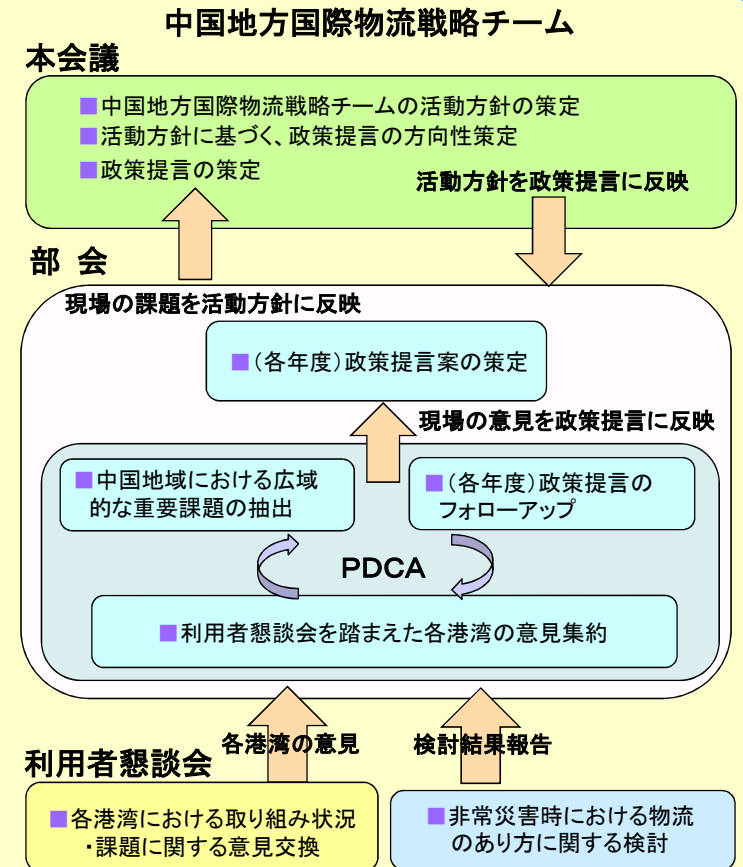 中国地方国際物流戦略チーム
本会議
■中国地方国際物流戦略チームの活動方針の策定
■活動方針に基づく、政策提言の方向性策定
■政策提言の策定
活動方針を政策提言に反映
部 会
現場の課題を活動方針に反映
■（各年度）政策提言案の策定
現場の意見を政策提言に反映
■中国地域における広域
的な重要課題の抽出
■（各年度）政策提言の
フォローアップ
PDCA
■利用者懇談会を踏まえた各港湾の意見集約
各港湾の意見
検討結果報告
利用者懇談会
■各港湾における取り組み状況
・課題に関する意見交換
■非常災害時における物流
のあり方に関する検討